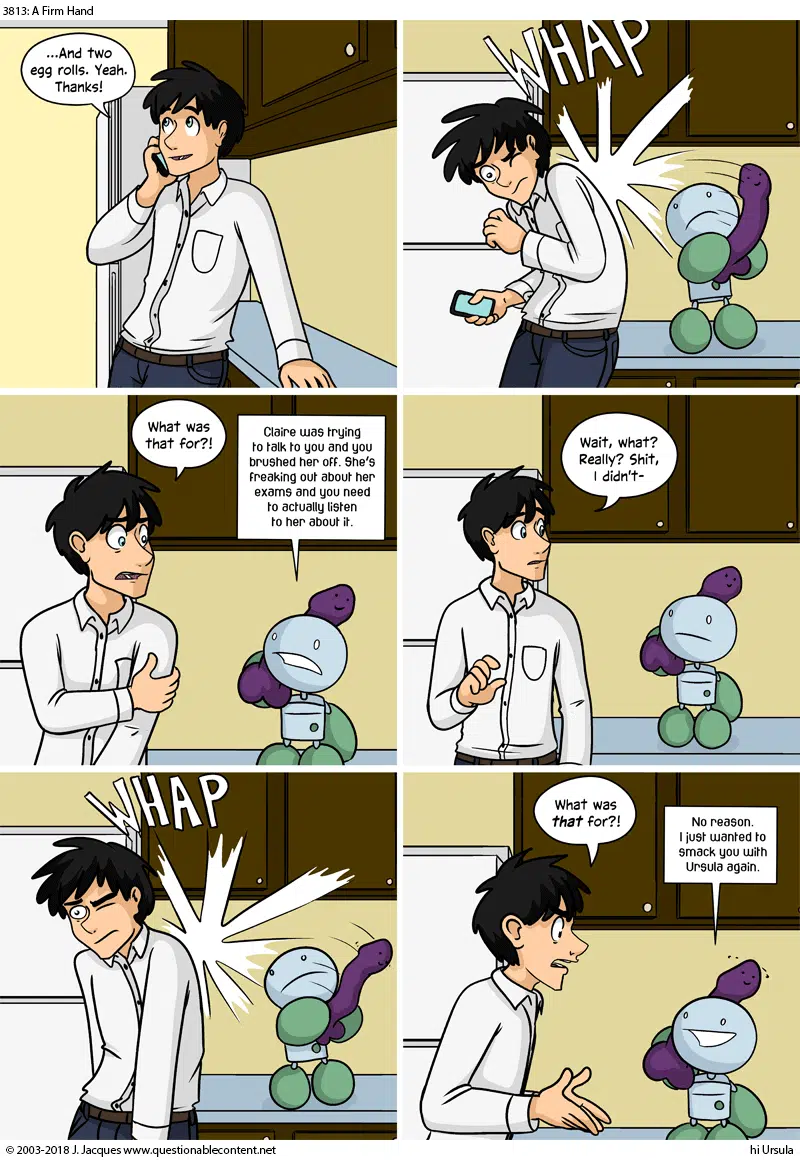 3813: A Firm Hand
...And two
egg rolls. Yeah.
Thanks!
WHAP
What was
that for?!
Claire was trying
to talk to you and you
brushed her off. She's
freaking out about her
exams and you need
to actually listen
to her about it.
Wait, what?
Really? Shit,
I didn't-
WHAP
What was
that for?!
No reason.
I just wanted to
smack you with
Ursula again.
© 2003-2018 J. Jacques www.questionablecontent.net
hi Ursula